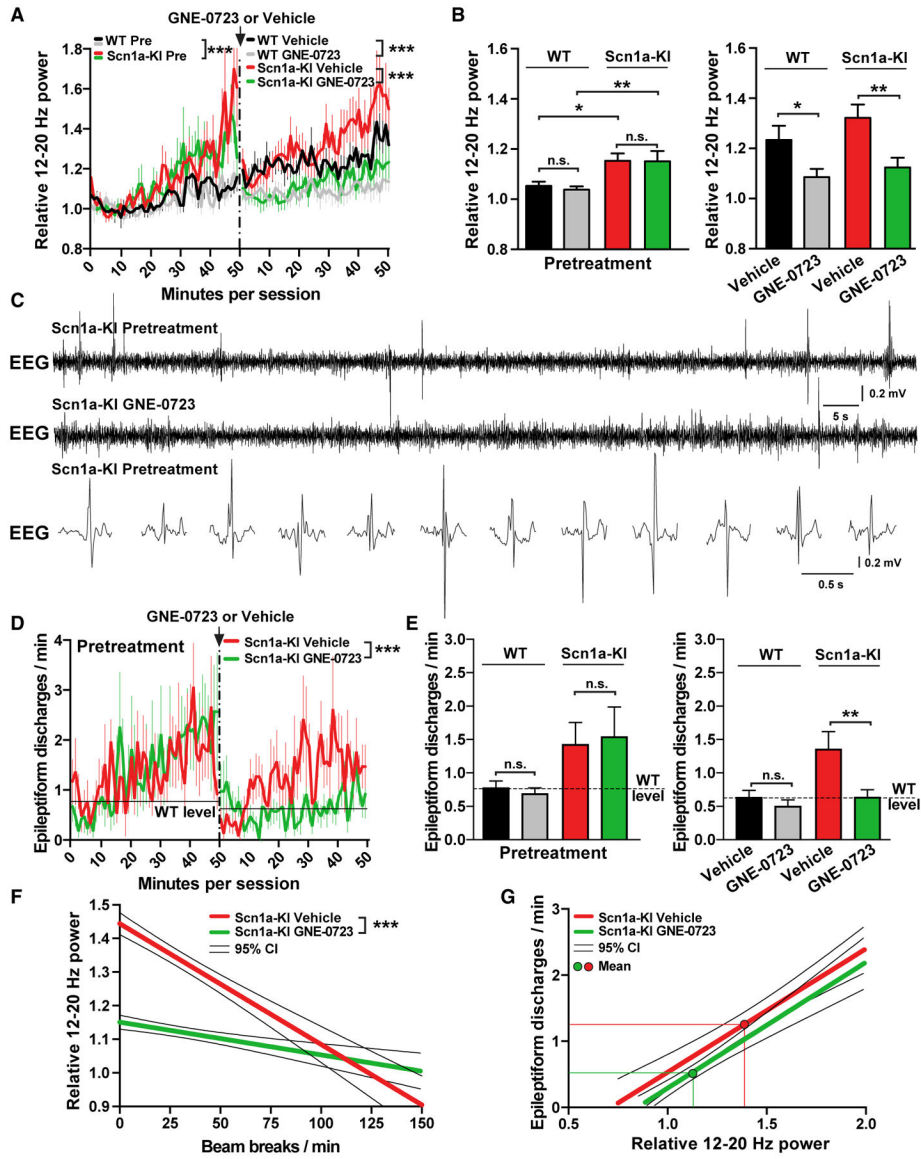 A
GNE-0723 or Vehicle
WT Pre
Scn1a-KI Pre
***
WT Vehicle
WT GNE-0723
Scn1a-KI Vehicle
Scn1a-KI GNE-0723
***
***
Relative 12-20 Hz power
1.8
1.6
1.4
1.2
1.0
0.8
0 10 20 30 40 50 10 20 30 40 50
Minutes per session
B
WT Scn1a-KI
**
*
n.s.
n.s.
Relative 12-20 Hz power
1.8
1.6
1.4
1.2
1.0
0.8
Pretreatment
WT Scn1a-KI
*
**
Relative 12-20 Hz power
1.8
1.6
1.4
1.2
1.0
0.8
Vehicle GNE-0723 Vehicle GNE-0723
C
Scn1a-KI Pretreatment
EEG
0.2 mV
5 s
Scn1a-KI GNE-0723
EEG
Scn1a-KI Pretreatment
EEG
0.2 mV
0.5 s
D
GNE-0723 or Vehicle
Pretreatment
Scn1a-KI Vehicle
Scn1a-KI GNE-0723
***
Epileptiform discharges / min
4
3
2
1
0
WT level
0 10 20 30 40 50 10 20 30 40 50
Minutes per session
E
WT Scn1a-KI
n.s.
n.s.
Epileptiform discharges / min
3.0
2.5
2.0
1.5
1.0
0.5
0.0
WT
level
Pretreatment
WT Scn1a-KI
**
n.s.
Epileptiform discharges / min
3.0
2.5
2.0
1.5
1.0
0.5
0.0
WT
level
Vehicle GNE-0723 Vehicle GNE-0723
F
Scn1a-KI Vehicle
Scn1a-KI GNE-0723
***
95% CI
Relative 12-20 Hz power
1.5
1.4
1.3
1.2
1.1
1.0
0.9
0 25 50 75 100 125 150
Beam breaks / min
G
Scn1a-KI Vehicle
Scn1a-KI GNE-0723
95% CI
Mean
Epileptiform discharges / min
3
2
1
0
0.5 1.0 1.5 2.0
Relative 12-20 Hz power